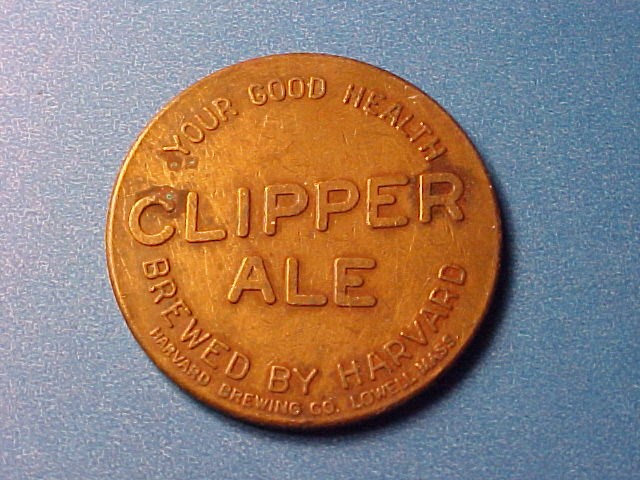 YOUR GOOD HEALTH
CLIPPER
ALE
BREWED BY HARVARD
HARVARD BREWING CO. LOWELL MASS.